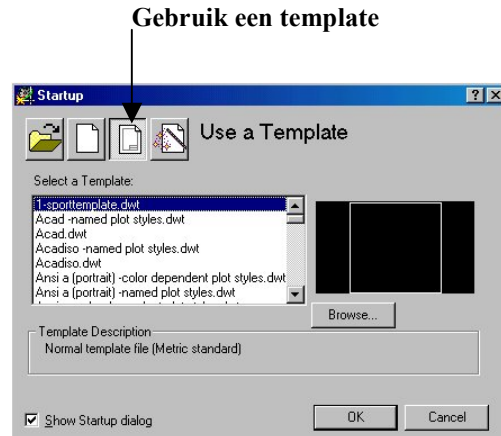 Gebruik een template
Startup
Use a Template
Select a Template:
1-sporttemplate.dwt
Acad -named plot styles.dwt
Acad.dwt
Acadiso -named plot styles.dwt
Acadiso.dwt
Ansi a (portrait) -color dependent plot styles.dwt
Ansi a (portrait) -named plot styles.dwt
Browse...
Template Description
Normal template file (Metric standard)
Show Startup dialog
OK
Cancel